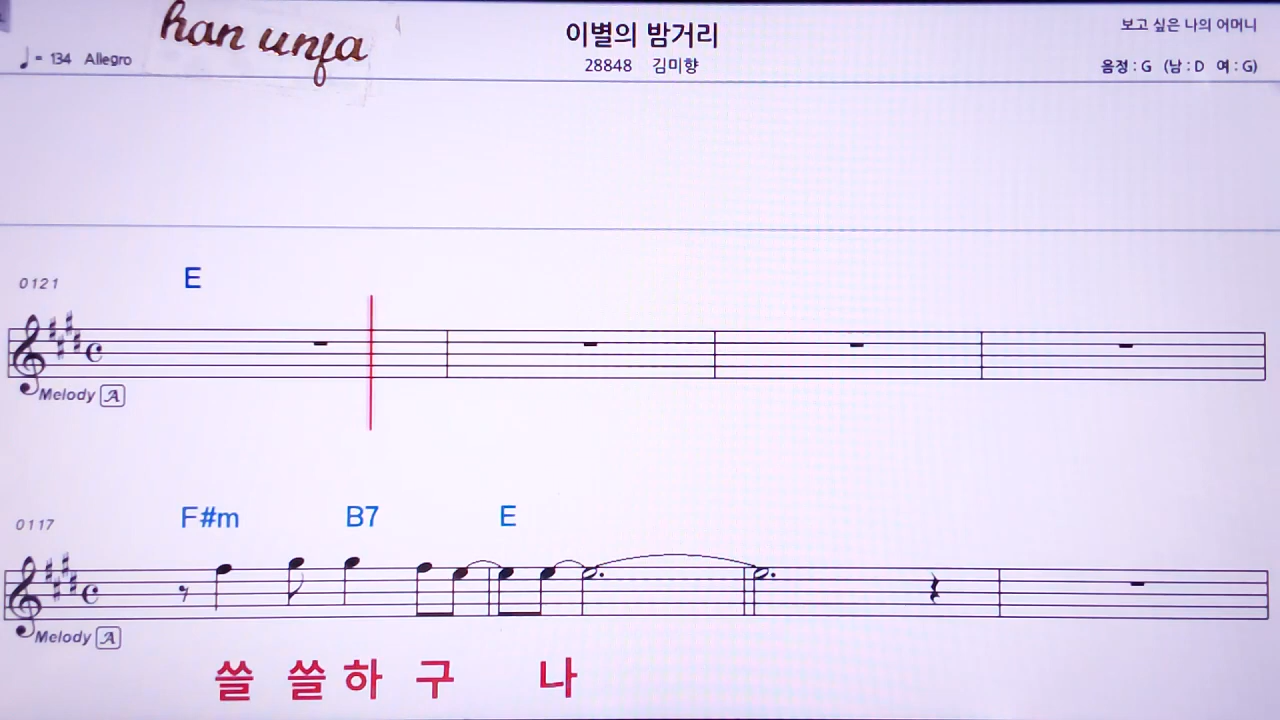 han unja
이별의 밤거리
보고 싶은 나의 어머니
♩= 134 Allegro
28848 김미향
음정 : G (남 : D 여 : G)
0121
E
Melody A
0117
F#m B7 E
Melody A
쓸 쓸 하 구 나